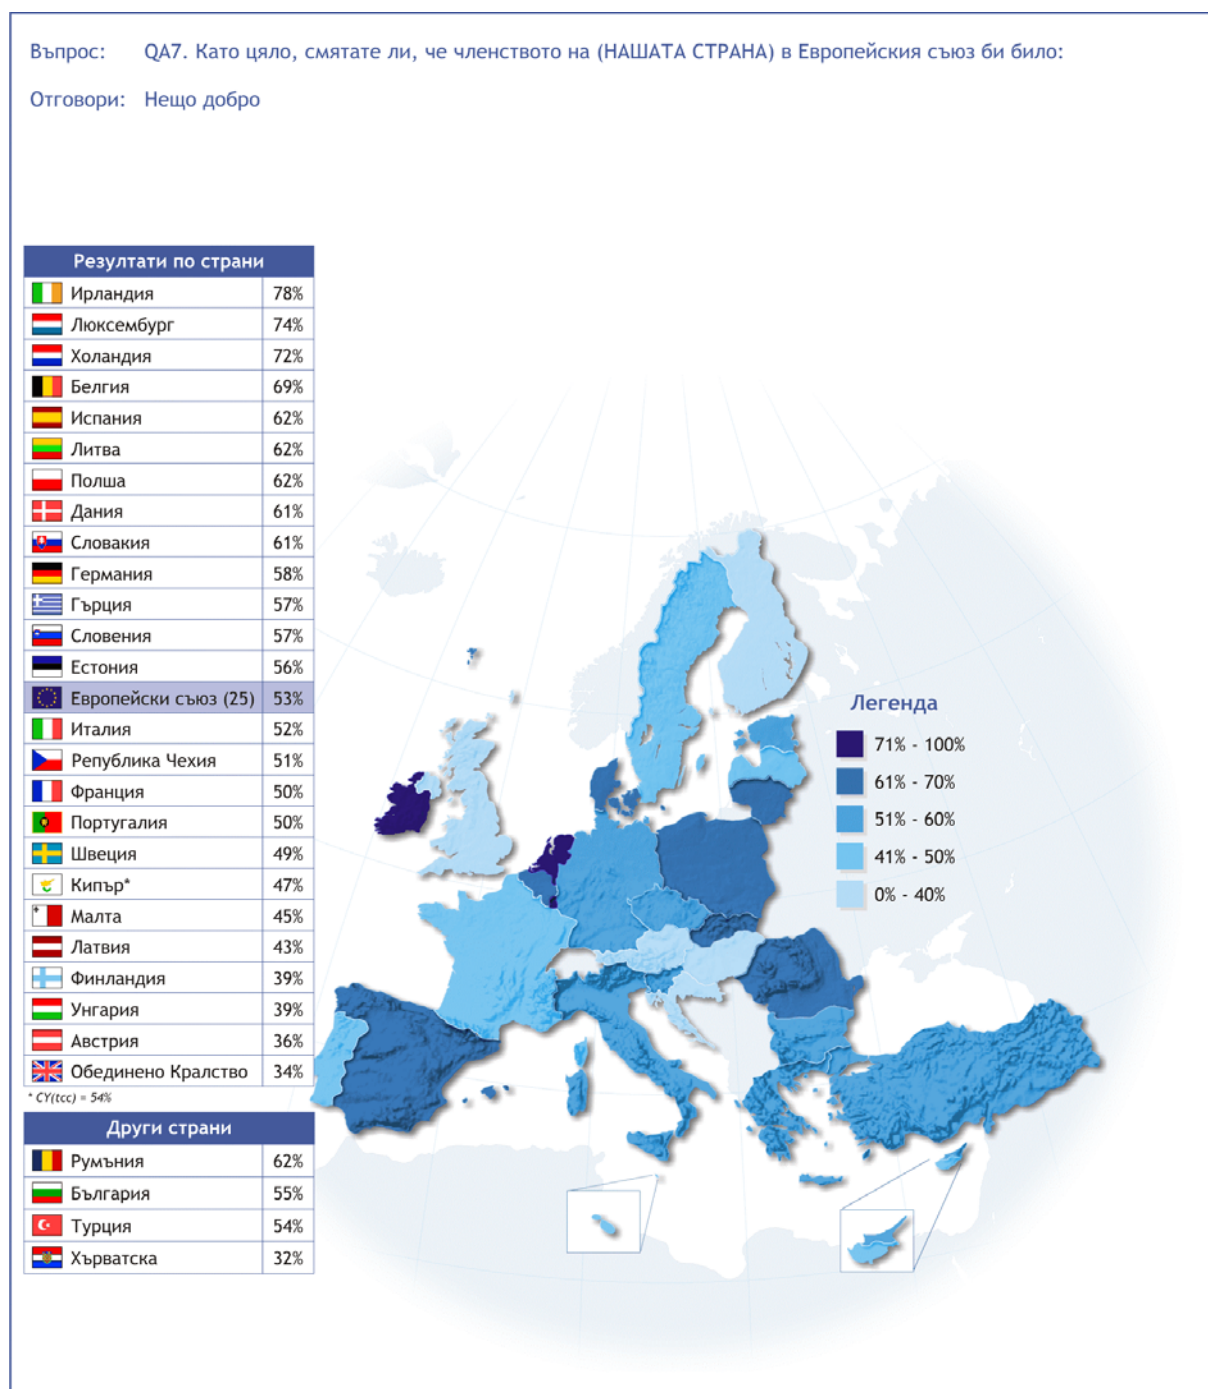 Въпрос: QA7. Като цяло, смятате ли, че членството на (НАШАТА СТРАНА) в Европейския съюз би било:
Отговори: Нещо добро
Резултати по страни
Ирландия 78%
Люксембург 74%
Холандия 72%
Белгия 69%
Испания 62%
Литва 62%
Полша 62%
Дания 61%
Словакия 61%
Германия 58%
Гърция 57%
Словения 57%
Естония 56%
Европейски съюз (25) 53%
Италия 52%
Република Чехия 51%
Франция 50%
Португалия 50%
Швеция 49%
Кипър* 47%
Малта 45%
Латвия 43%
Финландия 39%
Унгария 39%
Австрия 36%
Обединено Кралство 34%
* CY(tcc) = 54%
Други страни
Румъния 62%
България 55%
Турция 54%
Хърватска 32%
Легенда
71% - 100%
61% - 70%
51% - 60%
41% - 50%
0% - 40%